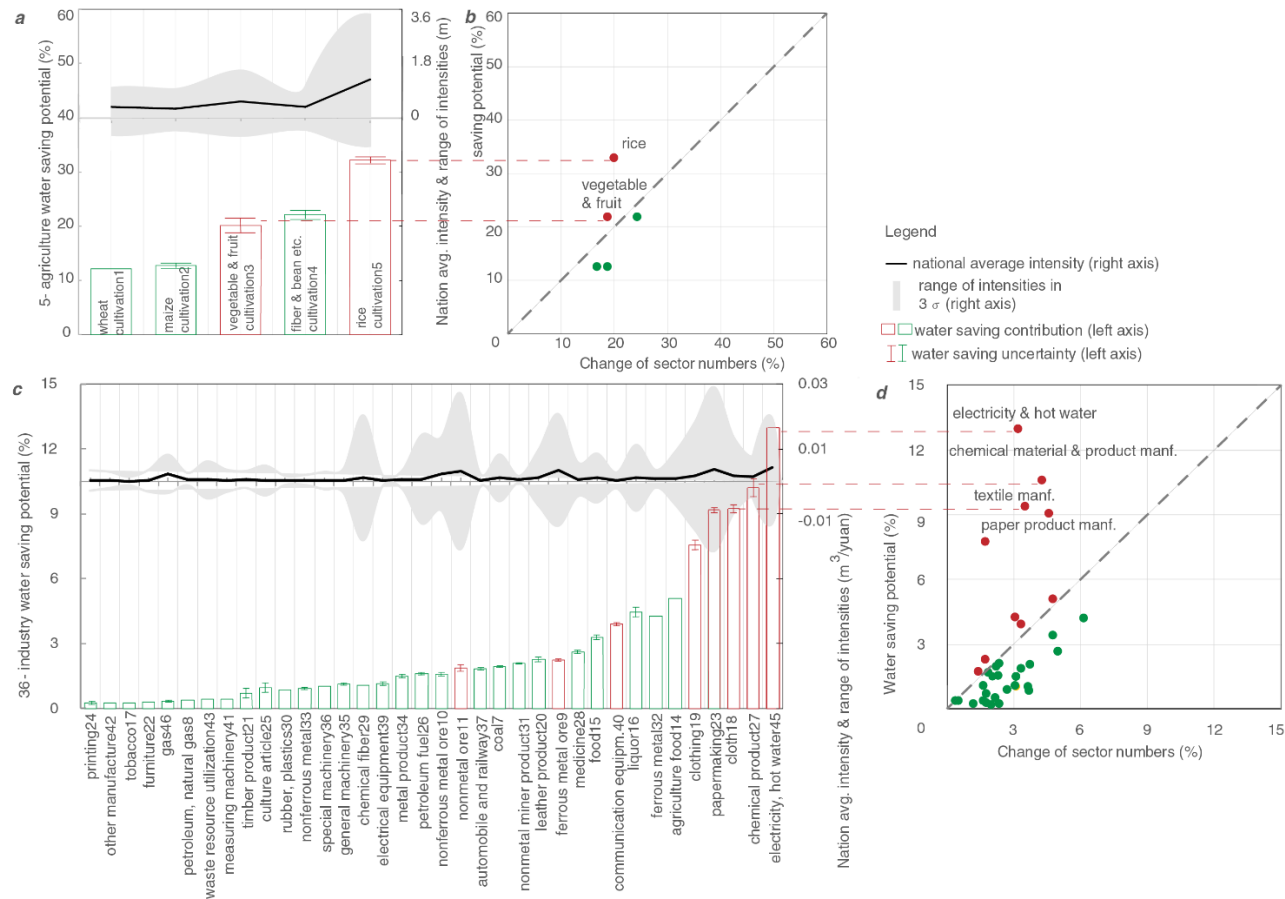 a
60
50
40
30
20
10
0
5- agriculture water saving potential (%)
3.6
1.8
0
Nation avg. intensity & range of intensities (m)
wheat
cultivation1
maize
cultivation2
vegetable & fruit
cultivation3
fiber & bean etc.
cultivation4
rice
cultivation5
b
60
50
40
30
20
10
saving potential (%)
rice
vegetable
& fruit
0
10
20
30
40
50
60
Change of sector numbers (%)
Legend
national average intensity (right axis)
range of intensities in
3 σ (right axis)
water saving contribution (left axis)
water saving uncertainty (left axis)
c
15
12
9
6
3
0
36- industry water saving potential (%)
0.03
0.01
-0.01
Nation avg. intensity & range of intensities (m3/yuan)
printing24
other manufacture42
tobacco17
furniture22
gas46
petroleum, natural gas8
waste resource utilization43
measuring machinery41
timber product21
culture article25
rubber, plastics30
nonferrous metal33
special machinery36
general machinery35
chemical fiber29
electrical equipment39
metal product34
petroleum fuel26
nonferrous metal ore10
nonmetal ore11
automobile and railway37
coal7
nonmetal miner product31
leather product20
ferrous metal ore9
medicine28
food15
communication equipm.40
liquor16
ferrous metal32
agriculture food14
clothing19
papermaking23
cloth18
chemical product27
electricity, hot water45
d
15
12
9
6
3
Water saving potential (%)
electricity & hot water
chemical material & product manf.
textile manf.
paper product manf.
0
3
6
9
12
15
Change of sector numbers (%)